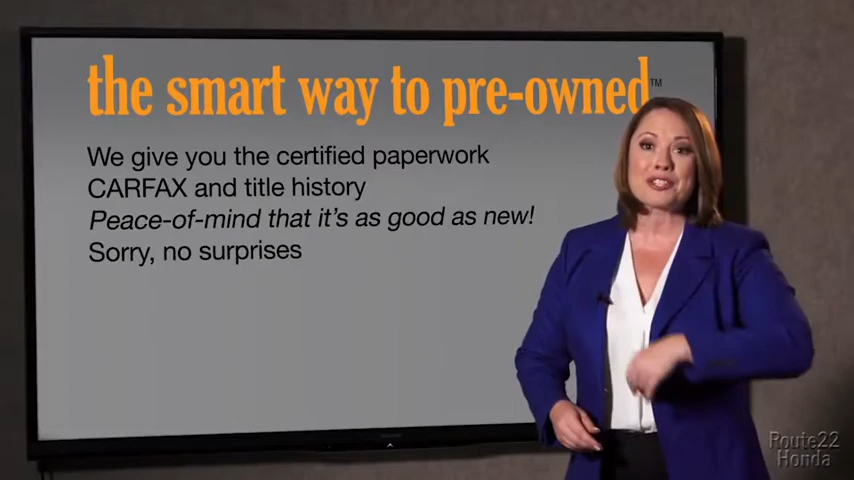 the smart way to pre-owned™
We give you the certified paperwork
CARFAX and title history
Peace-of-mind that it's as good as new!
Sorry, no surprises
Route22
Honda